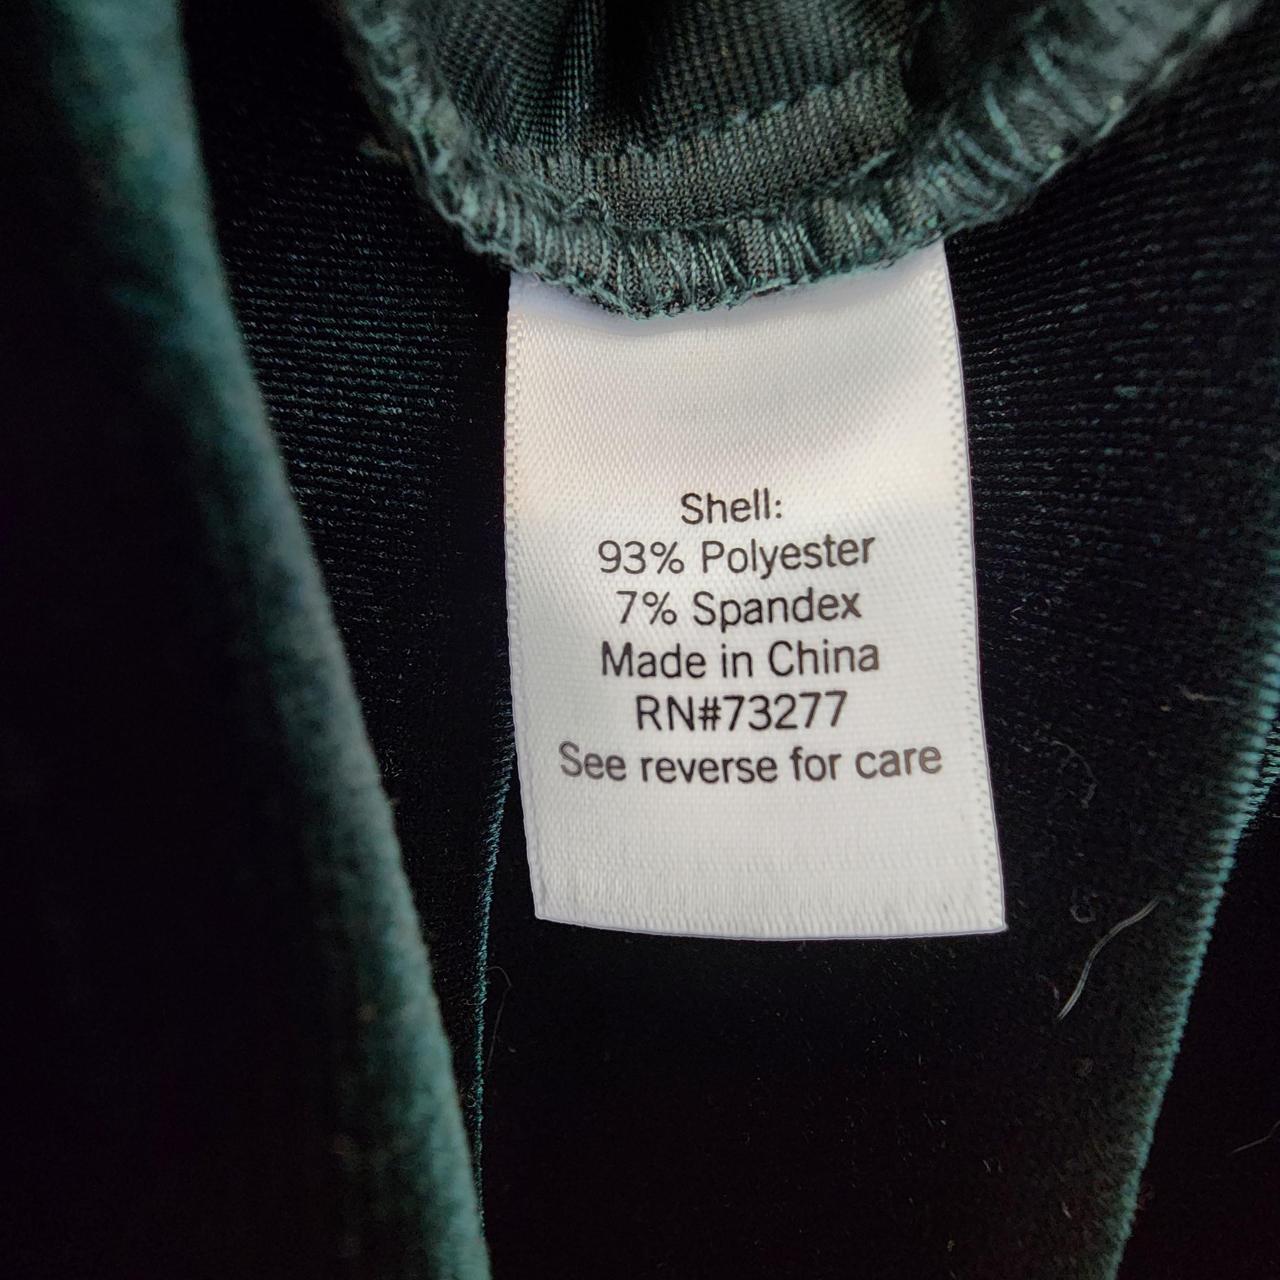 Shell:
93% Polyester
7% Spandex
Made in China
RN#73277
See reverse for care